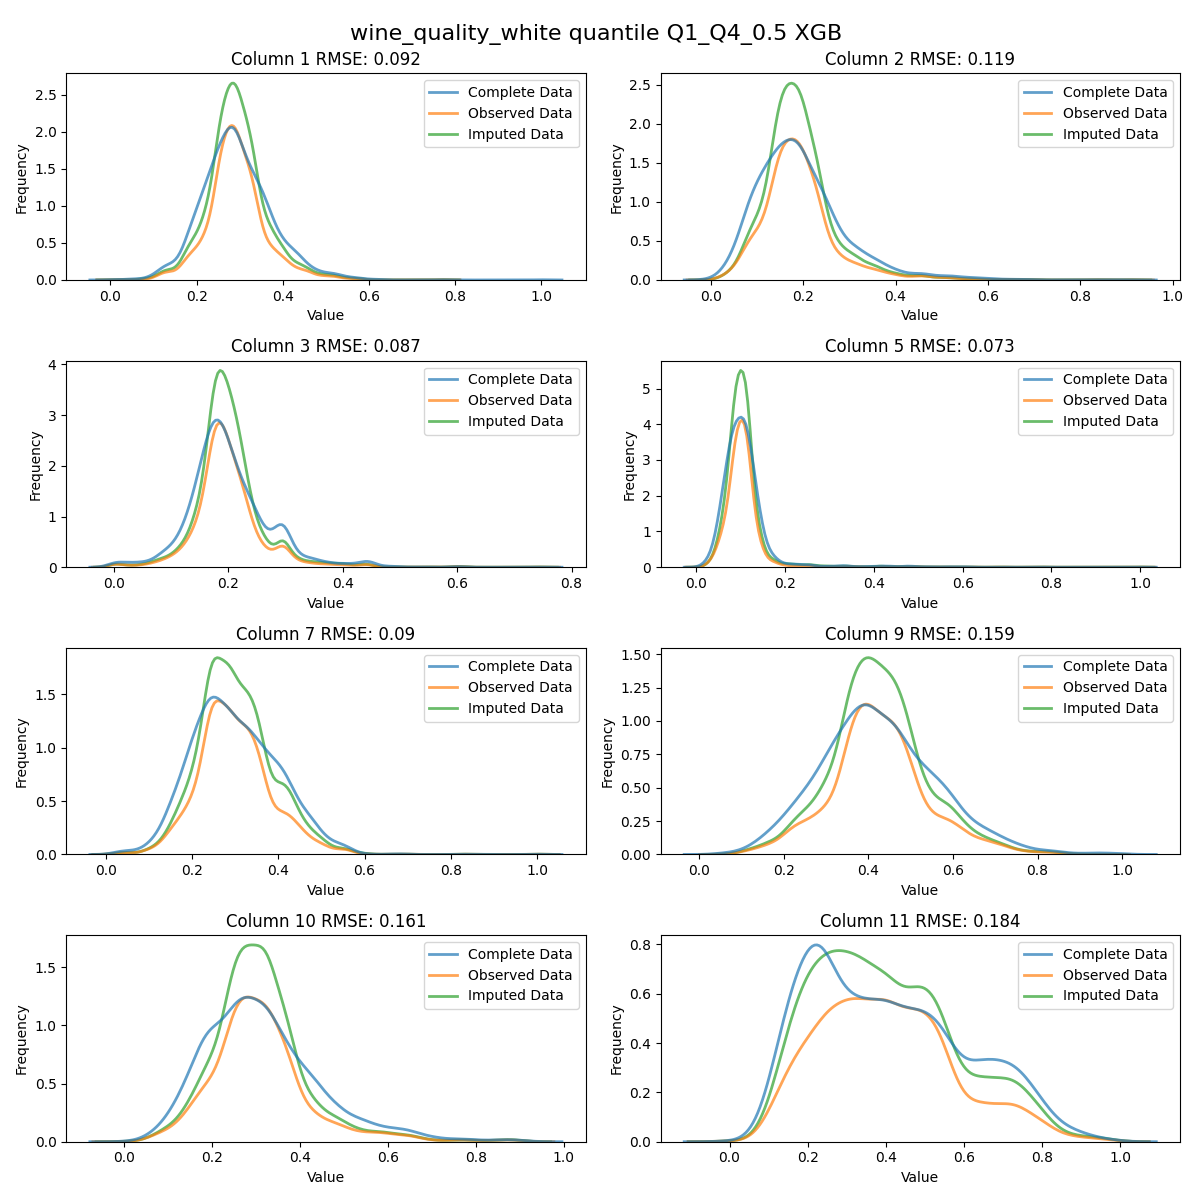 wine_quality_white quantile Q1_Q4_0.5 XGB
Column 1 RMSE: 0.092
2.5
2.0
1.5
1.0
0.5
0.0
Frequency
0.0 0.2 0.4 0.6 0.8 1.0
Value
Complete Data
Observed Data
Imputed Data
Column 2 RMSE: 0.119
2.5
2.0
1.5
1.0
0.5
0.0
Frequency
0.0 0.2 0.4 0.6 0.8 1.0
Value
Complete Data
Observed Data
Imputed Data
Column 3 RMSE: 0.087
4
3
2
1
0
Frequency
0.0 0.2 0.4 0.6 0.8
Value
Complete Data
Observed Data
Imputed Data
Column 5 RMSE: 0.073
5
4
3
2
1
0
Frequency
0.0 0.2 0.4 0.6 0.8 1.0
Value
Complete Data
Observed Data
Imputed Data
Column 7 RMSE: 0.09
1.5
1.0
0.5
0.0
Frequency
0.0 0.2 0.4 0.6 0.8 1.0
Value
Complete Data
Observed Data
Imputed Data
Column 9 RMSE: 0.159
1.50
1.25
1.00
0.75
0.50
0.25
0.00
Frequency
0.0 0.2 0.4 0.6 0.8 1.0
Value
Complete Data
Observed Data
Imputed Data
Column 10 RMSE: 0.161
1.5
1.0
0.5
0.0
Frequency
0.0 0.2 0.4 0.6 0.8 1.0
Value
Complete Data
Observed Data
Imputed Data
Column 11 RMSE: 0.184
0.8
0.6
0.4
0.2
0.0
Frequency
0.0 0.2 0.4 0.6 0.8 1.0
Value
Complete Data
Observed Data
Imputed Data